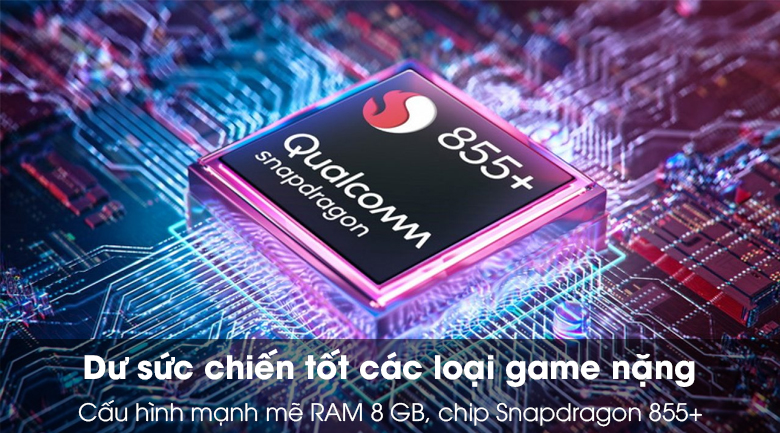 855+
Qualcomm
snapdragon
Dư sức chiến tốt các loại game nặng
Cấu hình mạnh mẽ RAM 8 GB, chip Snapdragon 855+